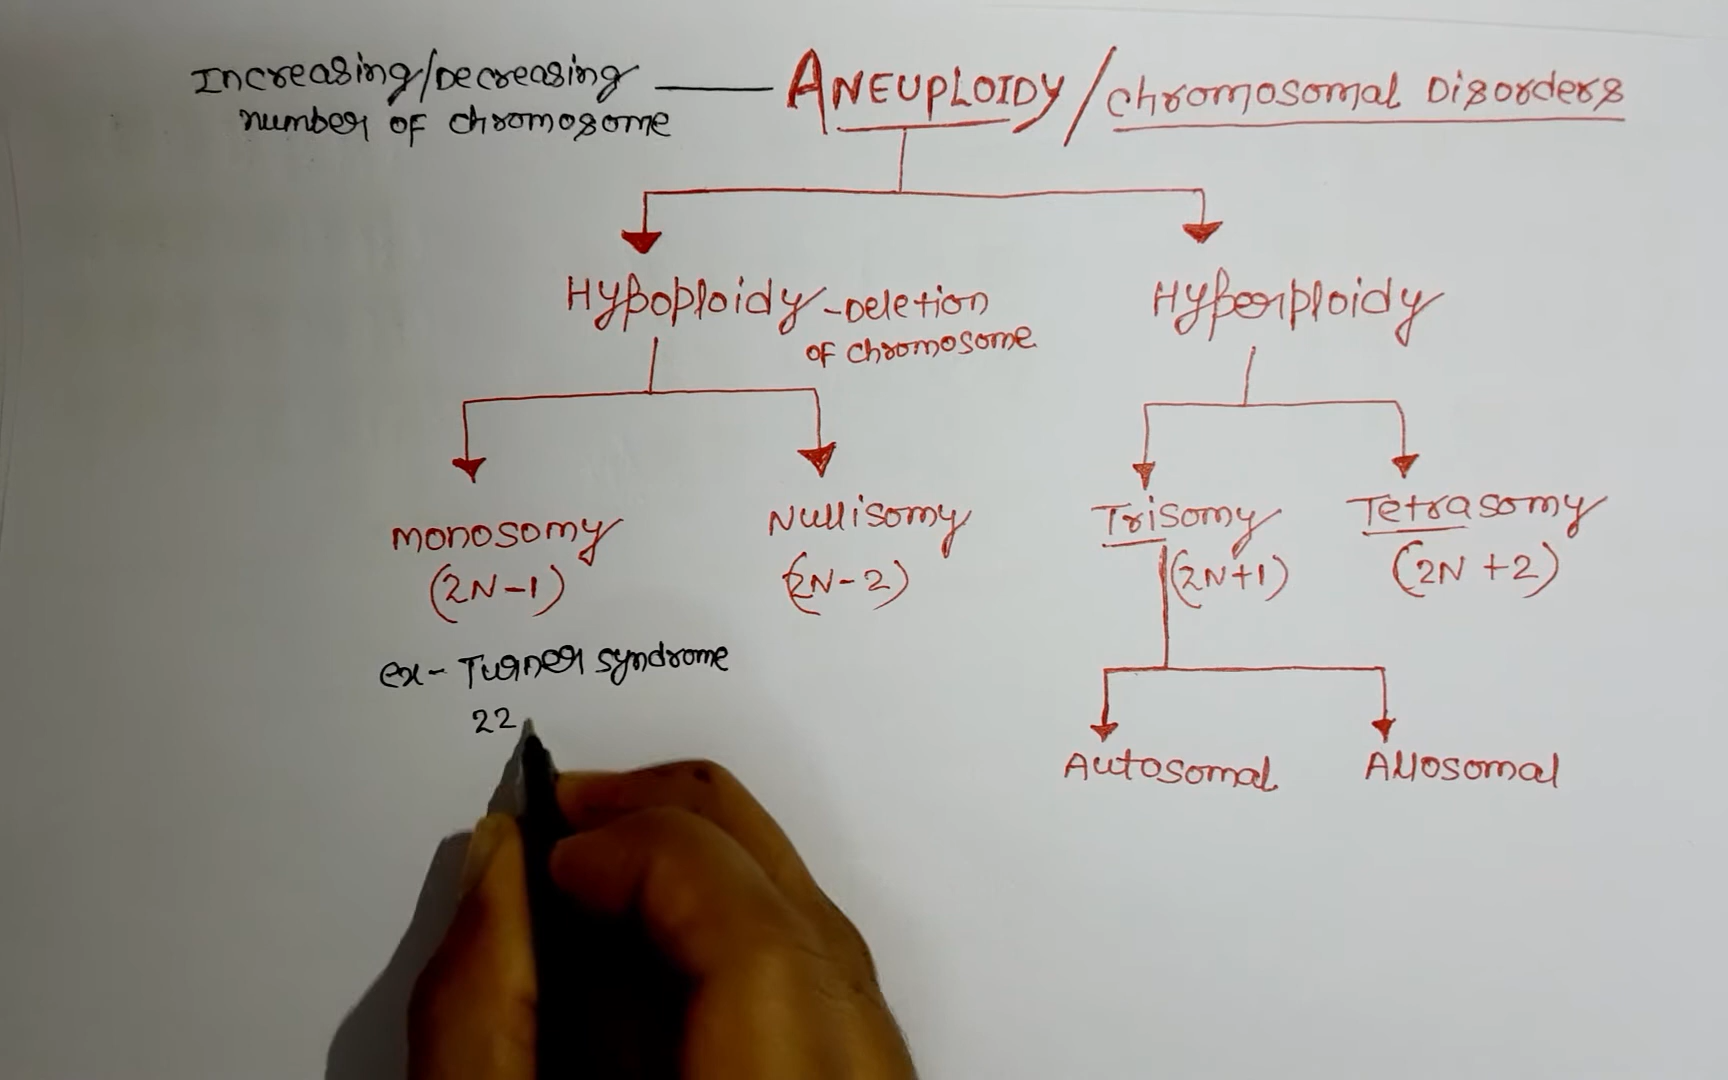 Increasing/Decreasing
number of chromosome
ANEUPLOIDY/chromosomal Disorders
Hypoploidy - Deletion
of chromosome
Hyperploidy
Monosomy
(2N-1)
Nullisomy
(2N-2)
Trisomy
(2N+1)
Tetrasomy
(2N+2)
ex- Turner syndrome
22
Autosomal
Allosomal